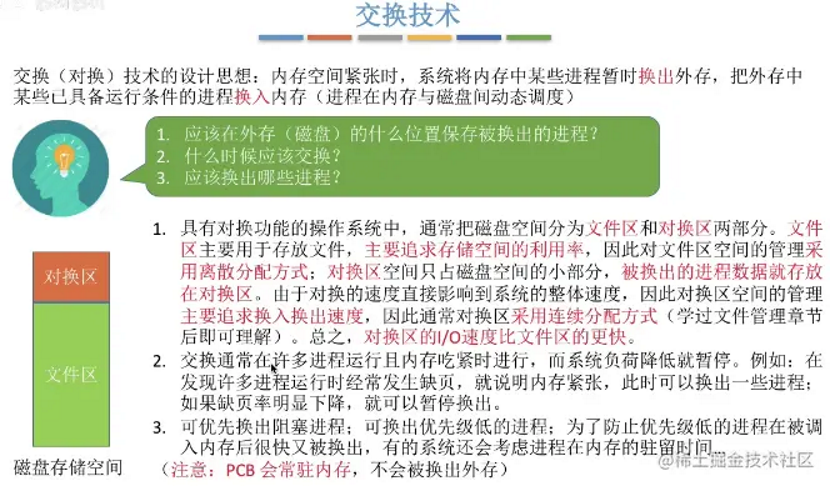 交换技术
交换（对换）技术的设计思想：内存空间紧张时，系统将内存中某些进程暂时换出外存，把外存中
某些已具备运行条件的进程换入内存（进程在内存与磁盘间动态调度）
1. 应该在外存（磁盘）的什么位置保存被换出的进程？
2. 什么时候应该交换？
3. 应该换出哪些进程？
1. 具有对换功能的操作系统中，通常把磁盘空间分为文件区和对换区两部分。文件
区主要用于存放文件，主要追求存储空间的利用率，因此对文件区空间的管理采
用离散分配方式；对换区空间只占磁盘空间的小部分，被换出的进程数据就存放
在对换区。由于对换的速度直接影响到系统的整体速度，因此对换区空间的管理
主要追求换入换出速度，因此通常对换区采用连续分配方式（学过文件管理章节
后即可理解）。总之，对换区的I/O速度比文件区的更快。
2. 交换通常在许多进程运行且内存吃紧时进行，而系统负荷降低就暂停。例如：在
发现许多进程运行时经常发生缺页，就说明内存紧张，此时可以换出一些进程；
如果缺页率明显下降，就可以暂停换出。
3. 可优先换出阻塞进程；可换出优先级低的进程；为了防止优先级低的进程在被调
入内存后很快又被换出，有的系统还会考虑进程在内存的驻留时间…
（注意：PCB 会常驻内存，不会被换出外存）
对换区
文件区
磁盘存储空间
@稀土掘金技术社区